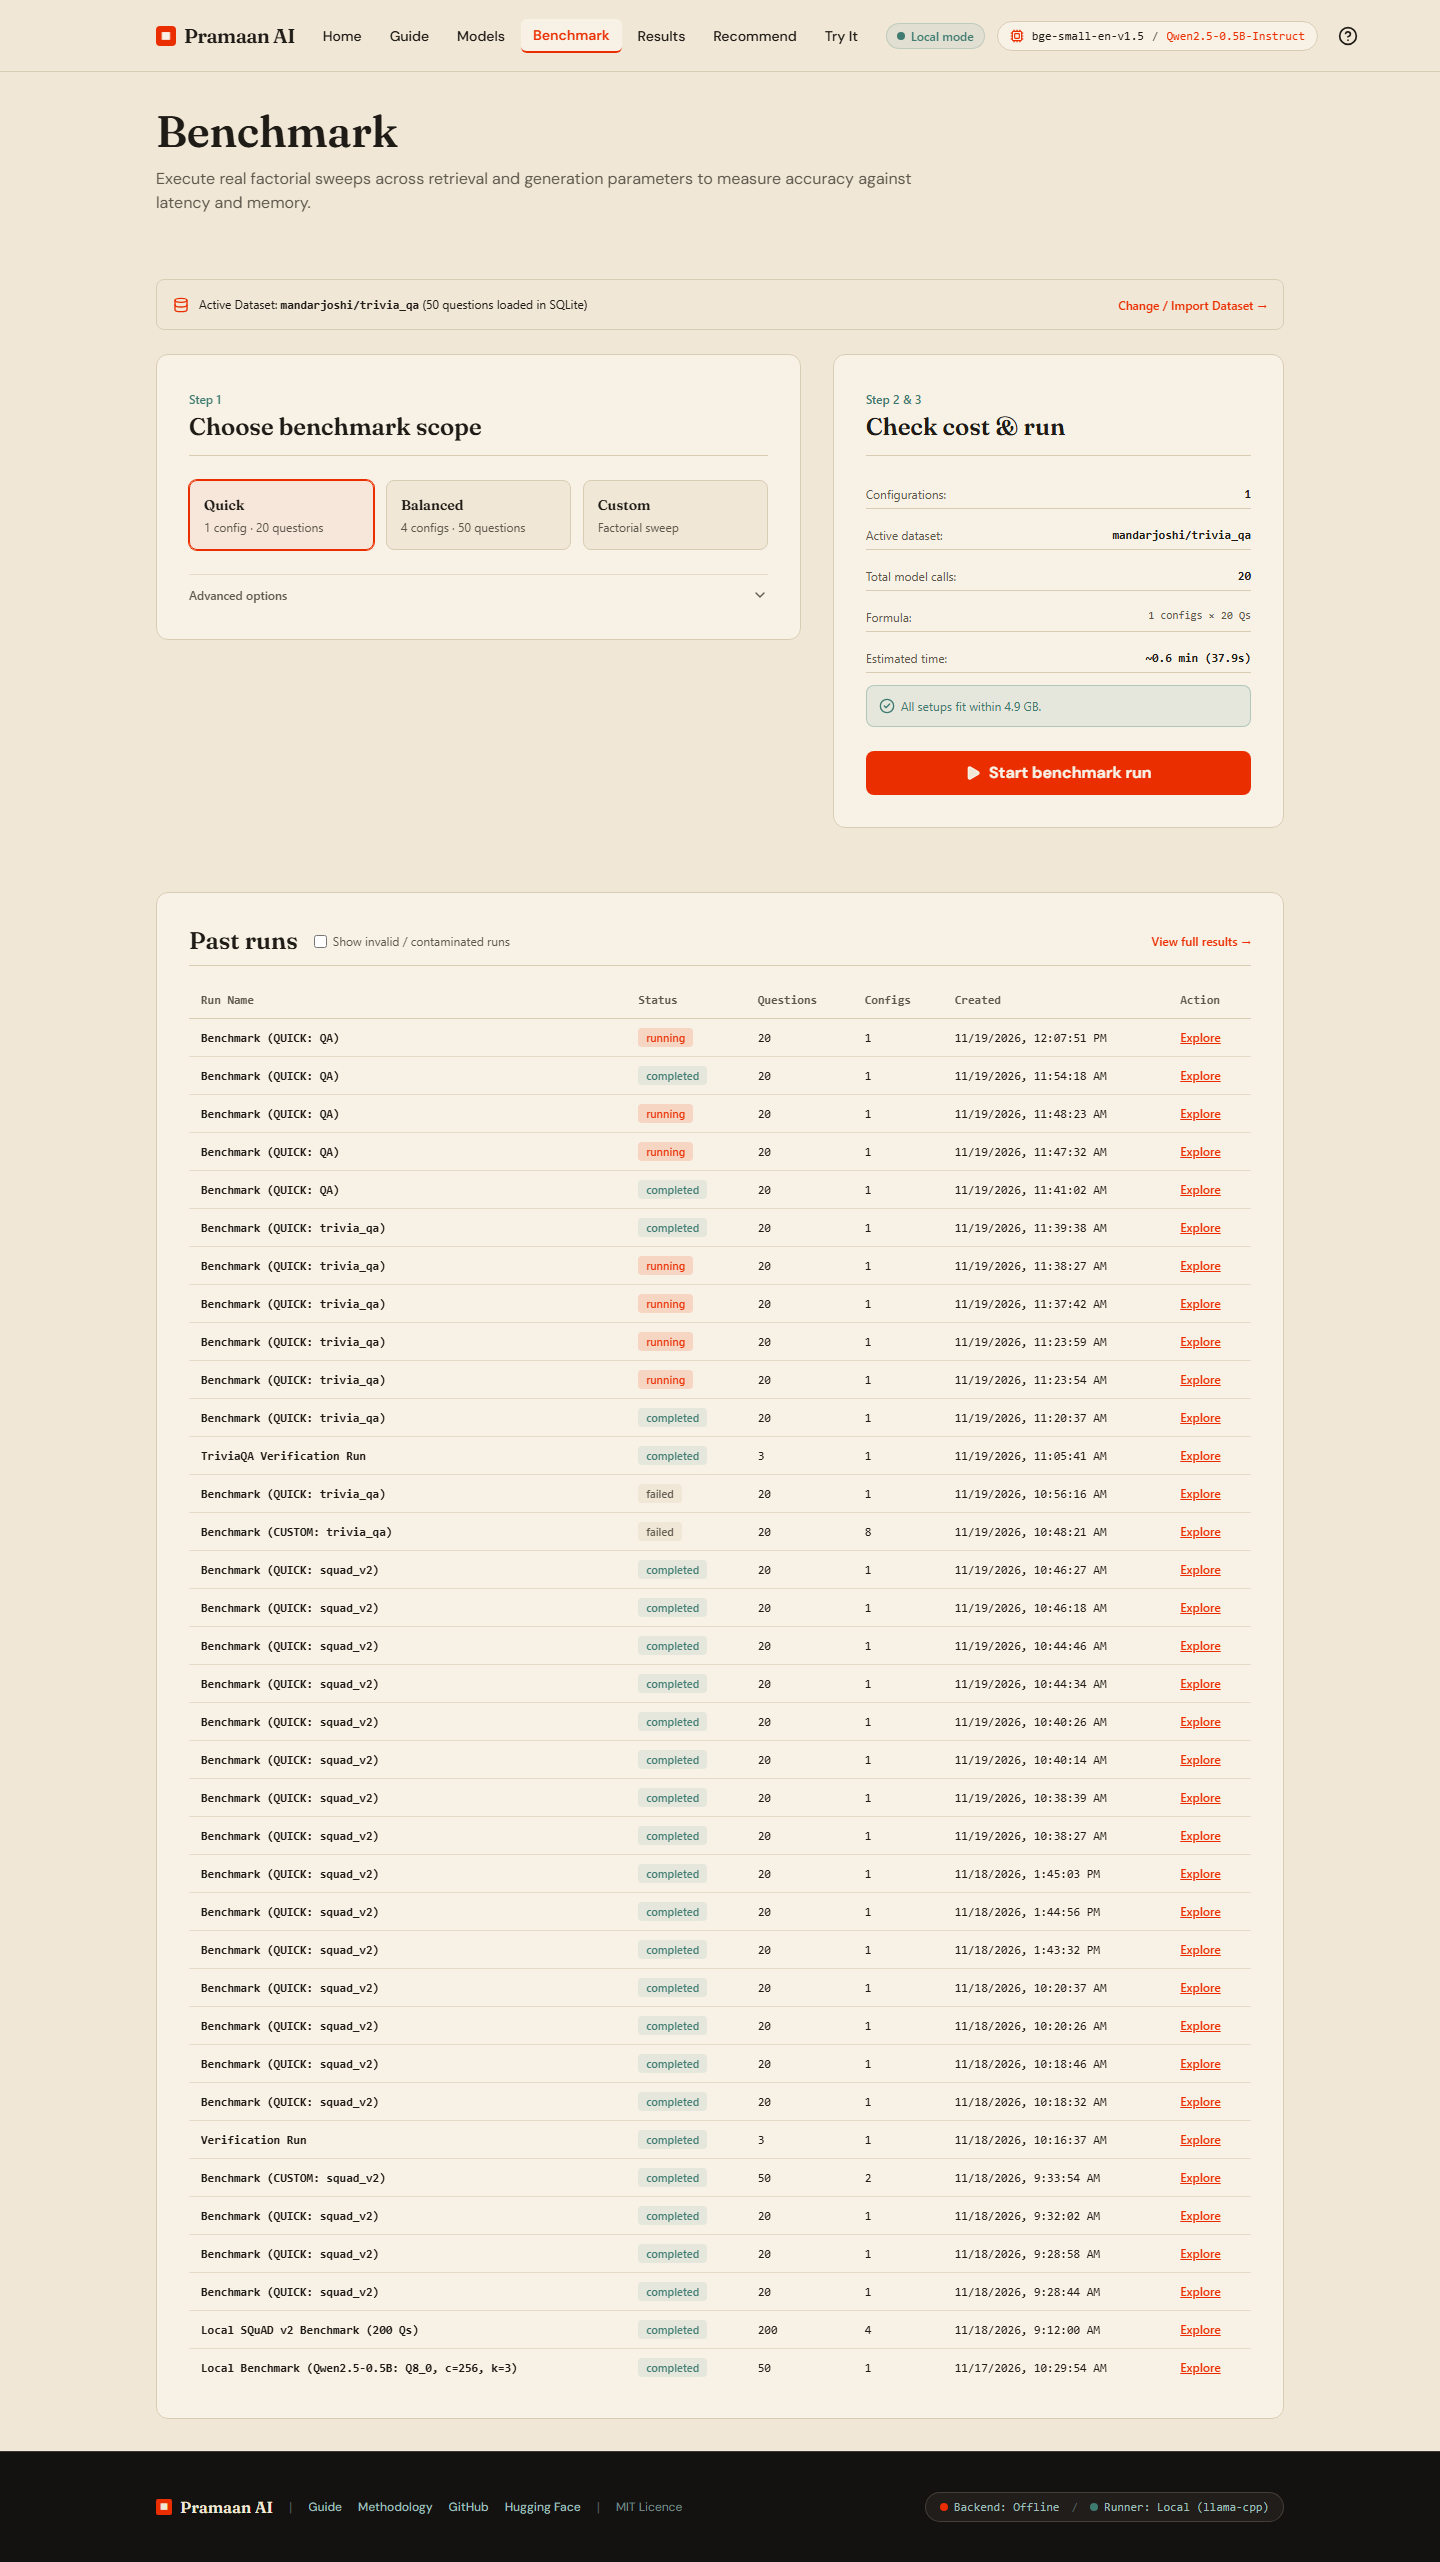 Pramaan AI Home Guide Models Benchmark Results Recommend Try It Local mode bge-small-en-v1.5 / Qwen2.5-0.5B-Instruct
Benchmark
Execute real factorial sweeps across retrieval and generation parameters to measure accuracy against
latency and memory.
Active Dataset: mandarjoshi/trivia_qa (50 questions loaded in SQLite) Change / Import Dataset →
Step 1
Choose benchmark scope
Quick
1 config · 20 questions
Balanced
4 configs · 50 questions
Custom
Factorial sweep
Advanced options
Step 2 & 3
Check cost & run
Configurations: 1
Active dataset: mandarjoshi/trivia_qa
Total model calls: 20
Formula: 1 configs × 20 Qs
Estimated time: ~0.6 min (37.9s)
All setups fit within 4.9 GB.
Start benchmark run
Past runs Show invalid / contaminated runs View full results →
Run Name Status Questions Configs Created Action
Benchmark (QUICK: QA) running 20 1 11/19/2026, 12:07:51 PM Explore
Benchmark (QUICK: QA) completed 20 1 11/19/2026, 11:54:18 AM Explore
Benchmark (QUICK: QA) running 20 1 11/19/2026, 11:48:23 AM Explore
Benchmark (QUICK: QA) running 20 1 11/19/2026, 11:47:32 AM Explore
Benchmark (QUICK: QA) completed 20 1 11/19/2026, 11:41:02 AM Explore
Benchmark (QUICK: trivia_qa) completed 20 1 11/19/2026, 11:39:38 AM Explore
Benchmark (QUICK: trivia_qa) running 20 1 11/19/2026, 11:38:27 AM Explore
Benchmark (QUICK: trivia_qa) running 20 1 11/19/2026, 11:37:42 AM Explore
Benchmark (QUICK: trivia_qa) running 20 1 11/19/2026, 11:23:59 AM Explore
Benchmark (QUICK: trivia_qa) running 20 1 11/19/2026, 11:23:54 AM Explore
Benchmark (QUICK: trivia_qa) completed 20 1 11/19/2026, 11:20:37 AM Explore
TriviaQA Verification Run completed 3 1 11/19/2026, 11:05:41 AM Explore
Benchmark (QUICK: trivia_qa) failed 20 1 11/19/2026, 10:56:16 AM Explore
Benchmark (CUSTOM: trivia_qa) failed 20 8 11/19/2026, 10:48:21 AM Explore
Benchmark (QUICK: squad_v2) completed 20 1 11/19/2026, 10:46:27 AM Explore
Benchmark (QUICK: squad_v2) completed 20 1 11/19/2026, 10:46:18 AM Explore
Benchmark (QUICK: squad_v2) completed 20 1 11/19/2026, 10:44:46 AM Explore
Benchmark (QUICK: squad_v2) completed 20 1 11/19/2026, 10:44:34 AM Explore
Benchmark (QUICK: squad_v2) completed 20 1 11/19/2026, 10:40:26 AM Explore
Benchmark (QUICK: squad_v2) completed 20 1 11/19/2026, 10:40:14 AM Explore
Benchmark (QUICK: squad_v2) completed 20 1 11/19/2026, 10:38:39 AM Explore
Benchmark (QUICK: squad_v2) completed 20 1 11/19/2026, 10:38:27 AM Explore
Benchmark (QUICK: squad_v2) completed 20 1 11/18/2026, 1:45:03 PM Explore
Benchmark (QUICK: squad_v2) completed 20 1 11/18/2026, 1:44:56 PM Explore
Benchmark (QUICK: squad_v2) completed 20 1 11/18/2026, 1:43:32 PM Explore
Benchmark (QUICK: squad_v2) completed 20 1 11/18/2026, 10:20:37 AM Explore
Benchmark (QUICK: squad_v2) completed 20 1 11/18/2026, 10:20:26 AM Explore
Benchmark (QUICK: squad_v2) completed 20 1 11/18/2026, 10:18:46 AM Explore
Benchmark (QUICK: squad_v2) completed 20 1 11/18/2026, 10:18:32 AM Explore
Verification Run completed 3 1 11/18/2026, 10:16:37 AM Explore
Benchmark (CUSTOM: squad_v2) completed 50 2 11/18/2026, 9:33:54 AM Explore
Benchmark (QUICK: squad_v2) completed 20 1 11/18/2026, 9:32:02 AM Explore
Benchmark (QUICK: squad_v2) completed 20 1 11/18/2026, 9:28:58 AM Explore
Benchmark (QUICK: squad_v2) completed 20 1 11/18/2026, 9:28:44 AM Explore
Local SQuAD v2 Benchmark (200 Qs) completed 200 4 11/18/2026, 9:12:00 AM Explore
Local Benchmark (Qwen2.5-0.5B: Q8_0, c=256, k=3) completed 50 1 11/17/2026, 10:29:54 AM Explore
Pramaan AI | Guide Methodology GitHub Hugging Face | MIT Licence Backend: Offline / Runner: Local (llama-cpp)